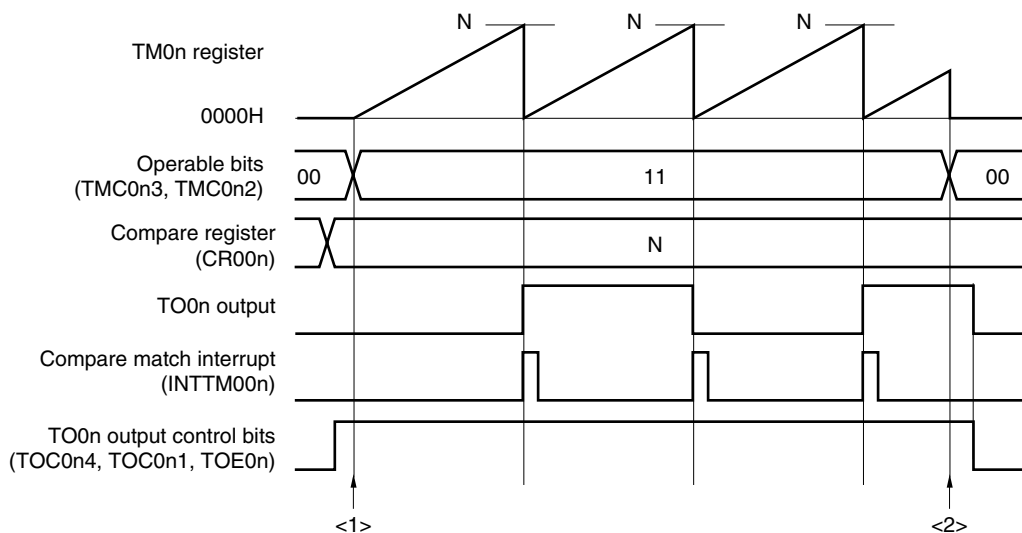 N N N
TM0n register
0000H
Operable bits
(TMC0n3, TMC0n2)
00 11 00
Compare register
(CR00n)
N
TO0n output
Compare match interrupt
(INTTM00n)
TO0n output control bits
(TOC0n4, TOC0n1, TOE0n)
<1> <2>